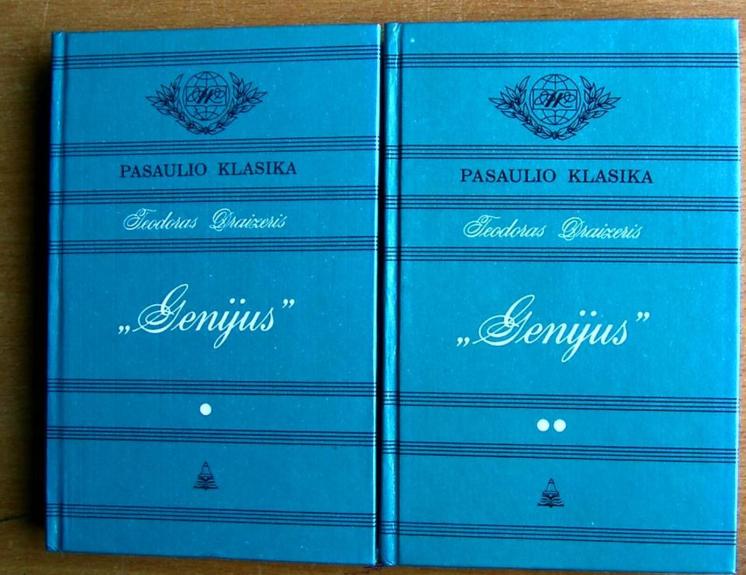 PASAULIO KLASIKA
Teodoras Draizeris
„Genijus”
PASAULIO KLASIKA
Teodoras Draizeris
„Genijus”